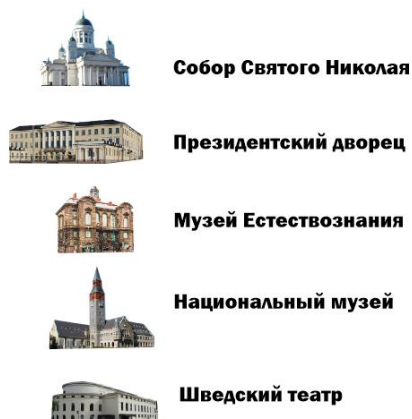 Собор Святого Николая
Президентский дворец
Музей Естествознания
Национальный музей
Шведский театр